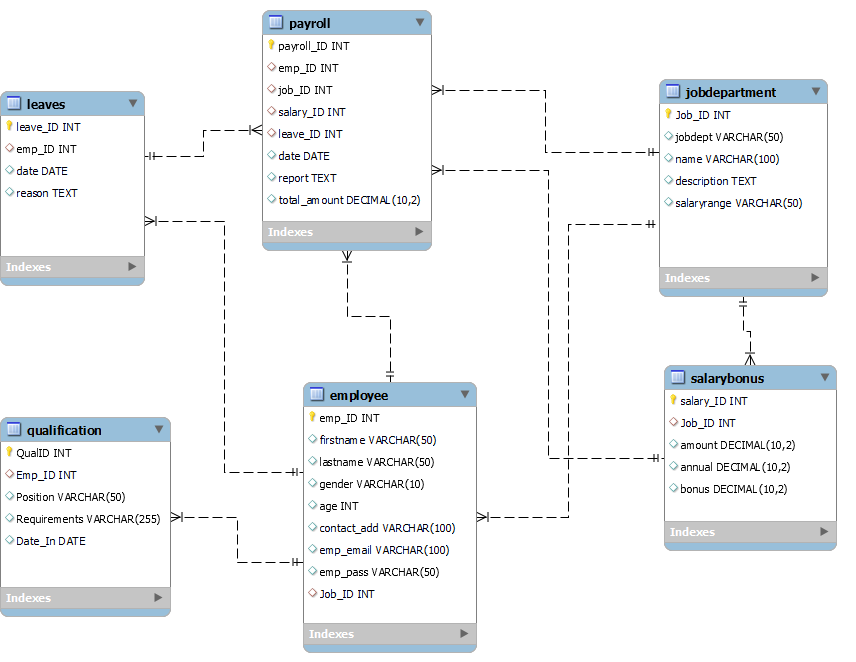 payroll
payroll_ID INT
emp_ID INT
job_ID INT
salary_ID INT
leave_ID INT
date DATE
report TEXT
total_amount DECIMAL(10,2)
Indexes
leaves
leave_ID INT
emp_ID INT
date DATE
reason TEXT
Indexes
jobdepartment
Job_ID INT
jobdept VARCHAR(50)
name VARCHAR(100)
description TEXT
salaryrange VARCHAR(50)
Indexes
employee
emp_ID INT
firstname VARCHAR(50)
lastname VARCHAR(50)
gender VARCHAR(10)
age INT
contact_add VARCHAR(100)
emp_email VARCHAR(100)
emp_pass VARCHAR(50)
Job_ID INT
Indexes
salarybonus
salary_ID INT
Job_ID INT
amount DECIMAL(10,2)
annual DECIMAL(10,2)
bonus DECIMAL(10,2)
Indexes
qualification
QualID INT
Emp_ID INT
Position VARCHAR(50)
Requirements VARCHAR(255)
Date_In DATE
Indexes